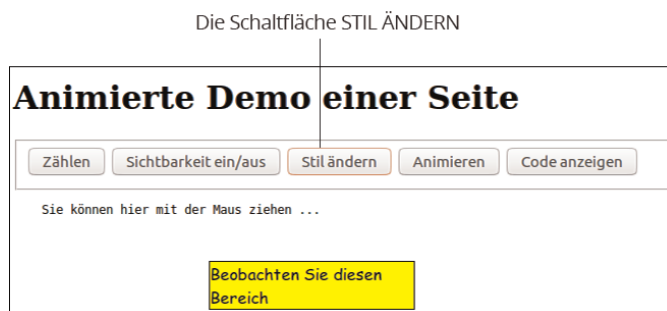 Die Schaltfläche STIL ÄNDERN
Animierte Demo einer Seite
Zählen Sichtbarkeit ein/aus Stil ändern Animieren Code anzeigen
Sie können hier mit der Maus ziehen ...
Beobachten Sie diesen
Bereich